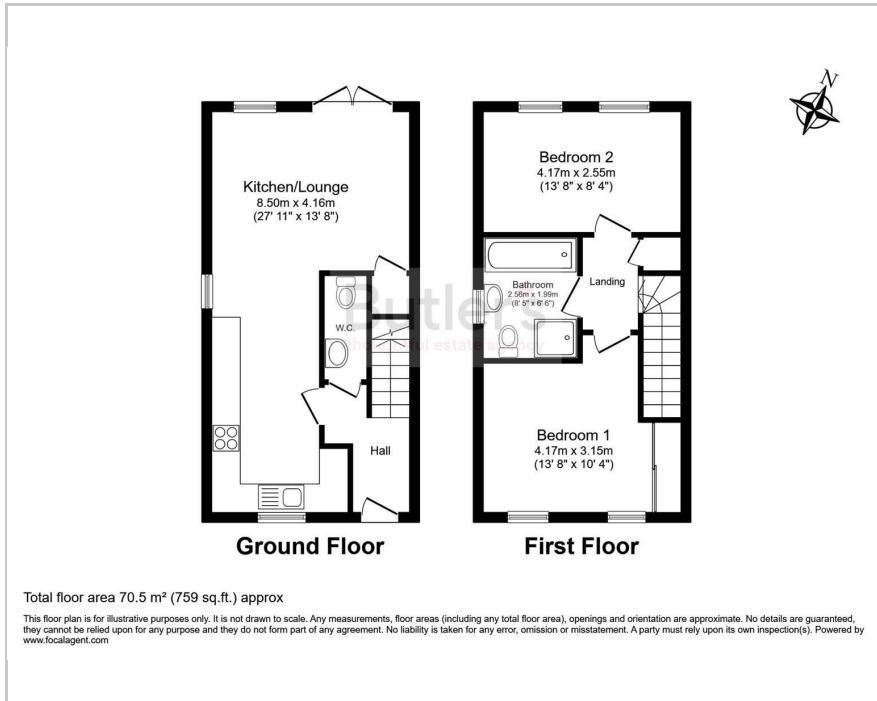 N
Kitchen/Lounge
8.50m x 4.16m
(27' 11" x 13' 8")
W.C.
Hall
Ground Floor
Bedroom 2
4.17m x 2.55m
(13' 8" x 8' 4")
Bathroom
2.56m x 1.99m
(8' 5" x 6' 6")
Landing
Bedroom 1
4.17m x 3.15m
(13' 8" x 10' 4")
First Floor
Butlers
thoughtful estate agency
Total floor area 70.5 m² (759 sq.ft.) approx
This floor plan is for illustrative purposes only. It is not drawn to scale. Any measurements, floor areas (including any total floor area), openings and orientation are approximate. No details are guaranteed,
they cannot be relied upon for any purpose and they do not form part of any agreement. No liability is taken for any error, omission or misstatement. A party must rely upon its own inspection(s). Powered by
www.focalagent.com